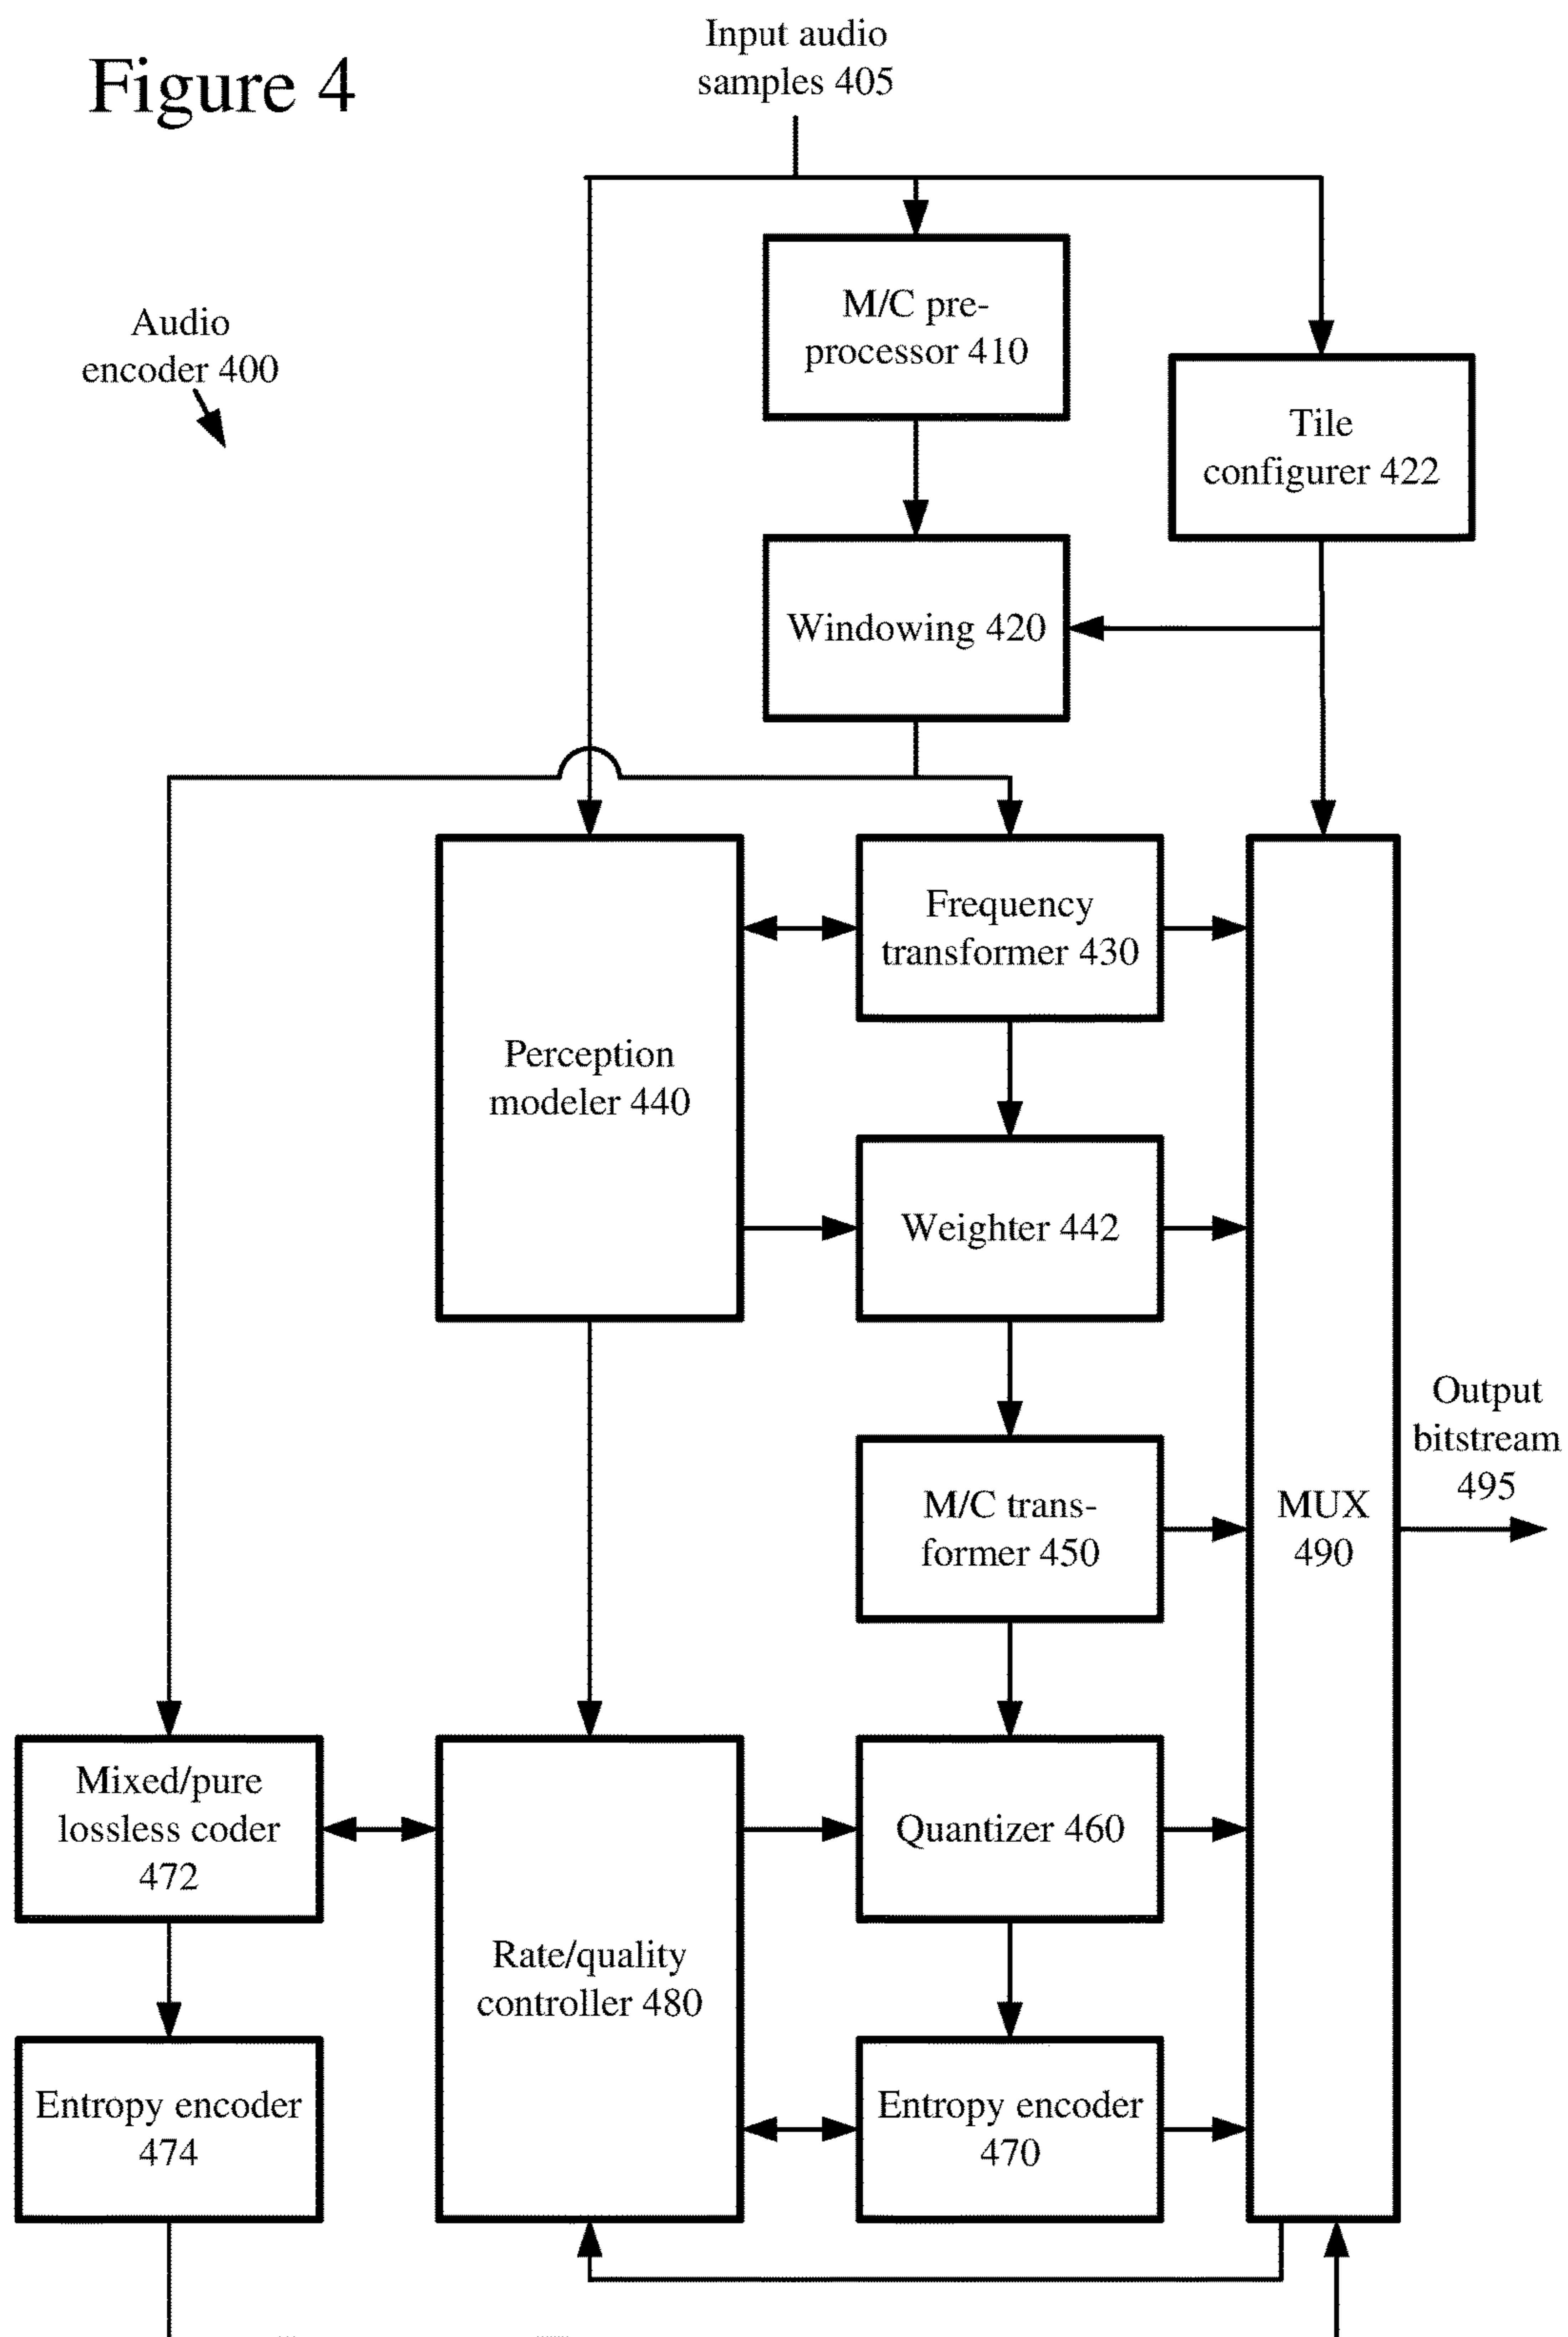 Figure 4
Input audio
samples 405
Audio
encoder 400
M/C pre-
processor 410
Tile
configurer 422
Windowing 420
Perception
modeler 440
Frequency
transformer 430
Weighter 442
M/C trans-
former 450
MUX
490
Output
bitstream
495
Mixed/pure
lossless coder
472
Rate/quality
controller 480
Quantizer 460
Entropy encoder
474
Entropy encoder
470